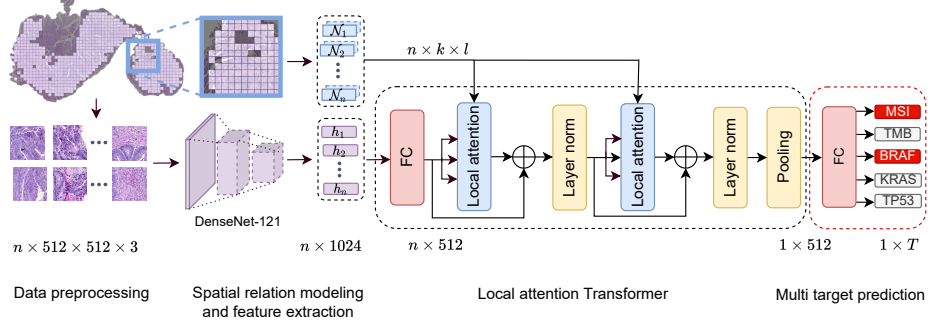 𝒩₁
𝒩₂
𝒩ₙ
n × k × l
h₁
h₂
hₙ
DenseNet-121
FC
Local attention
Layer norm
Local attention
Layer norm
Pooling
FC
MSI
TMB
BRAF
KRAS
TP53
n × 512 × 512 × 3
n × 1024
n × 512
1 × 512
1 × T
Data preprocessing
Spatial relation modeling
and feature extraction
Local attention Transformer
Multi target prediction